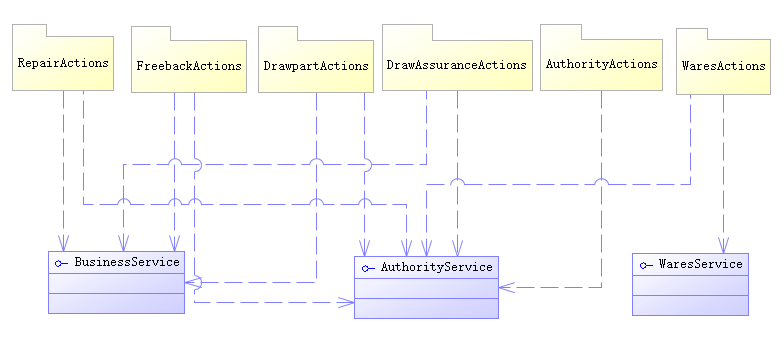 RepairActions
FreebackActions
DrawpartActions
DrawAssuranceActions
AuthorityActions
WaresActions
BusinessService
AuthorityService
WaresService